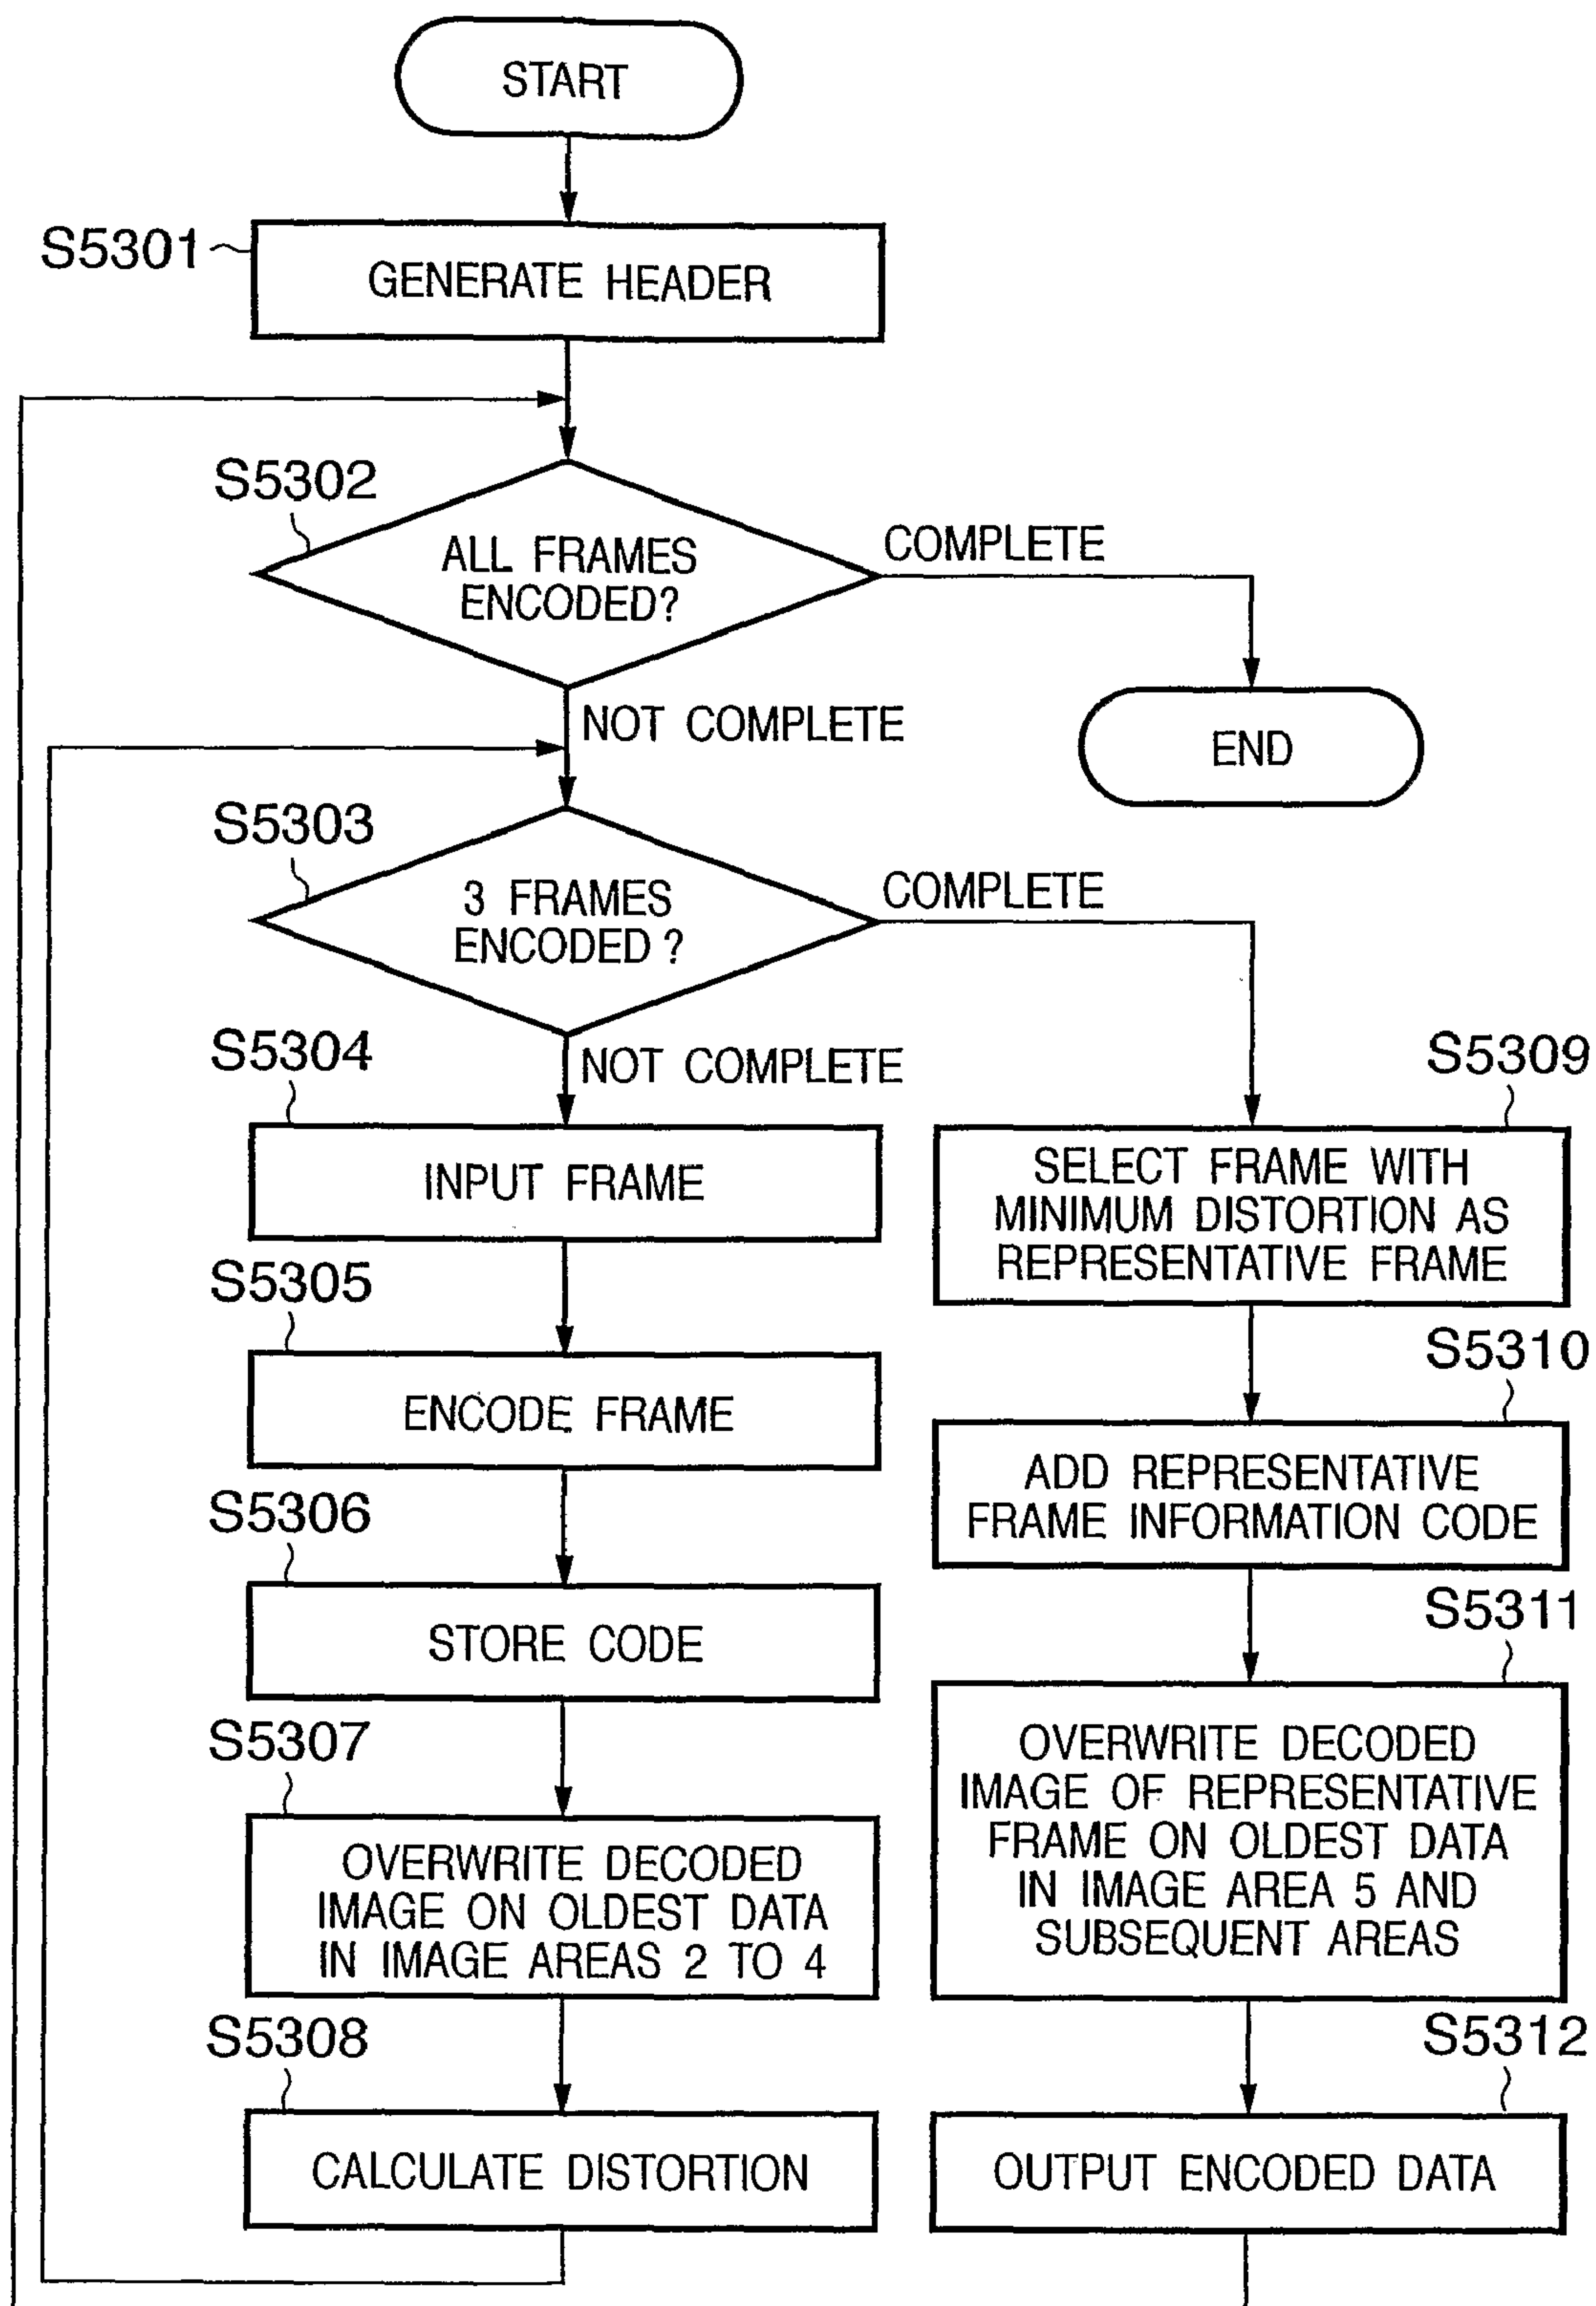 START
S5301
GENERATE HEADER
S5302
ALL FRAMES
ENCODED?
COMPLETE
NOT COMPLETE
END
S5303
3 FRAMES
ENCODED ?
COMPLETE
NOT COMPLETE
S5304
INPUT FRAME
S5305
ENCODE FRAME
S5306
STORE CODE
S5307
OVERWRITE DECODED
IMAGE ON OLDEST DATA
IN IMAGE AREAS 2 TO 4
S5308
CALCULATE DISTORTION
S5309
SELECT FRAME WITH
MINIMUM DISTORTION AS
REPRESENTATIVE FRAME
S5310
ADD REPRESENTATIVE
FRAME INFORMATION CODE
S5311
OVERWRITE DECODED
IMAGE OF REPRESENTATIVE
FRAME ON OLDEST DATA
IN IMAGE AREA 5 AND
SUBSEQUENT AREAS
S5312
OUTPUT ENCODED DATA